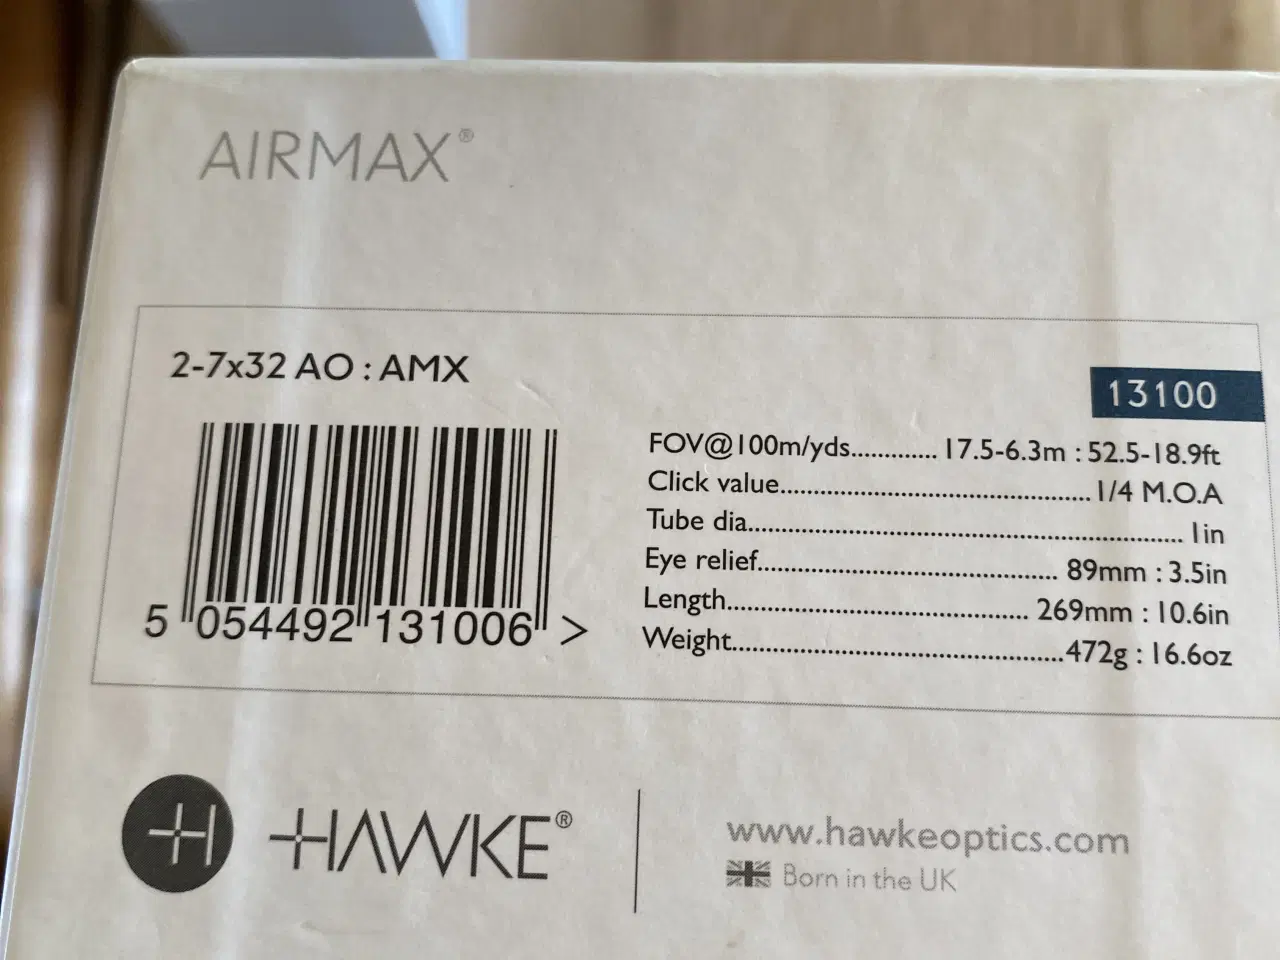 AIRMAX®
2-7x32 AO : AMX
13100
FOV@100m/yds............. 17.5-6.3m : 52.5-18.9ft
Click value..................................................1/4 M.O.A
Tube dia...................................................................... 1in
Eye relief................................................ 89mm : 3.5in
Length................................................ 269mm : 10.6in
Weight.....................................................472g : 16.6oz
5 054492 131006 >
HAWKE®
www.hawkeoptics.com
Born in the UK